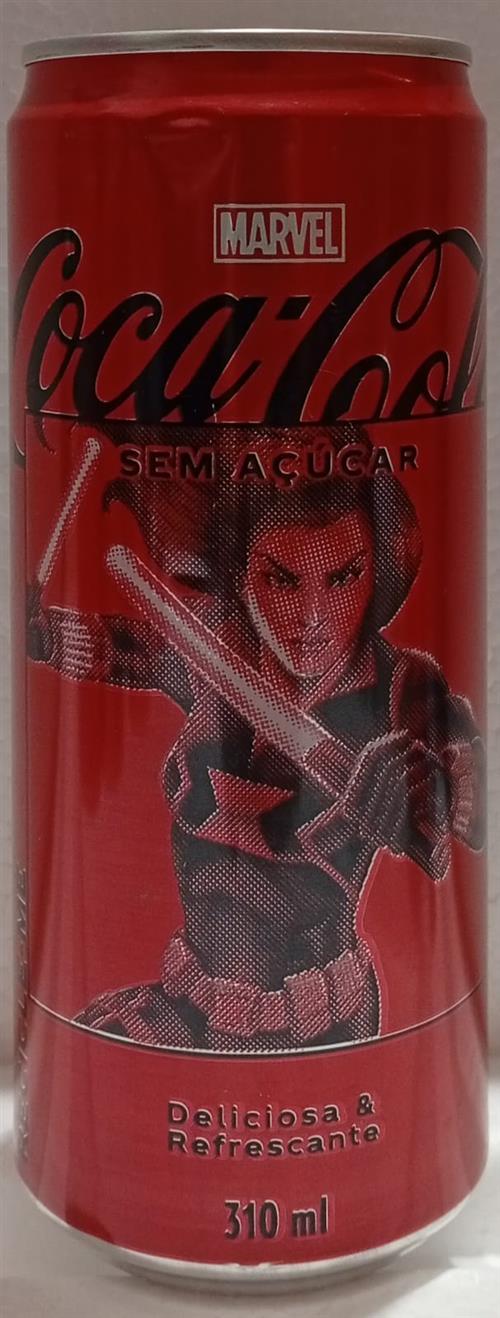 MARVEL
Coca-Cola
SEM AÇÚCAR
Deliciosa &
Refrescante
310 ml